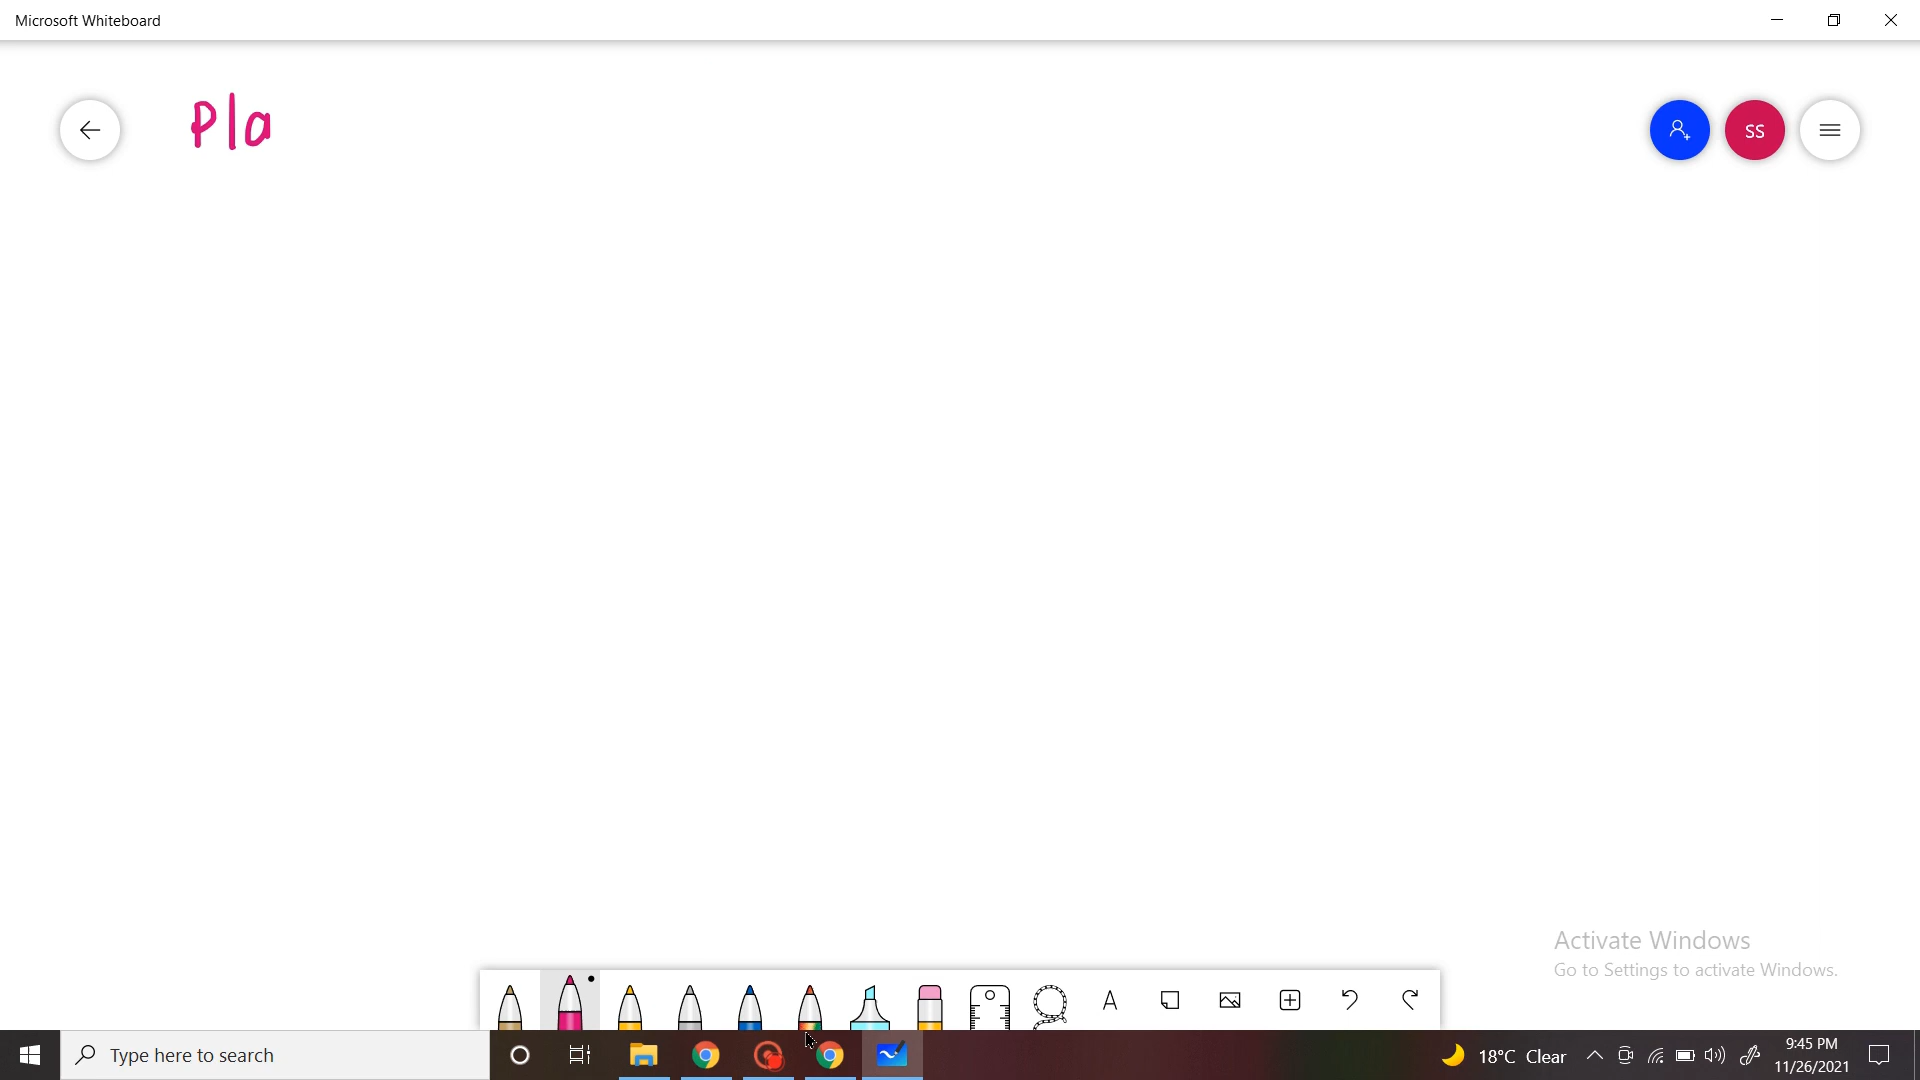 Microsoft Whiteboard
Pla
SS
A
Activate Windows
Go to Settings to activate Windows.
Type here to search
18°C Clear
9:45 PM
11/26/2021